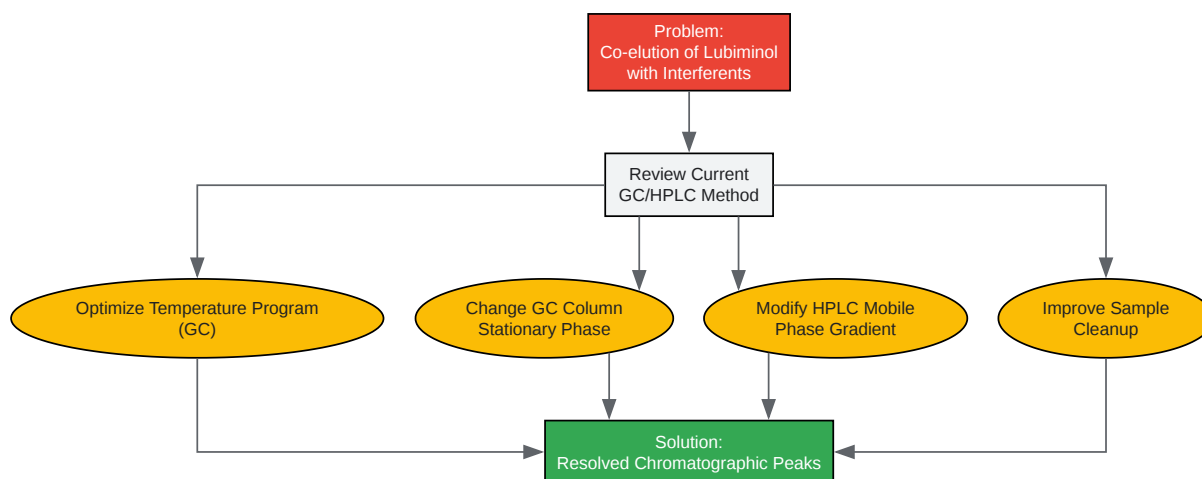 Problem:
Co-elution of Lubiminol
with Interferents
Review Current
GC/HPLC Method
Optimize Temperature Program
(GC)
Change GC Column
Stationary Phase
Modify HPLC Mobile
Phase Gradient
Improve Sample
Cleanup
Solution:
Resolved Chromatographic Peaks